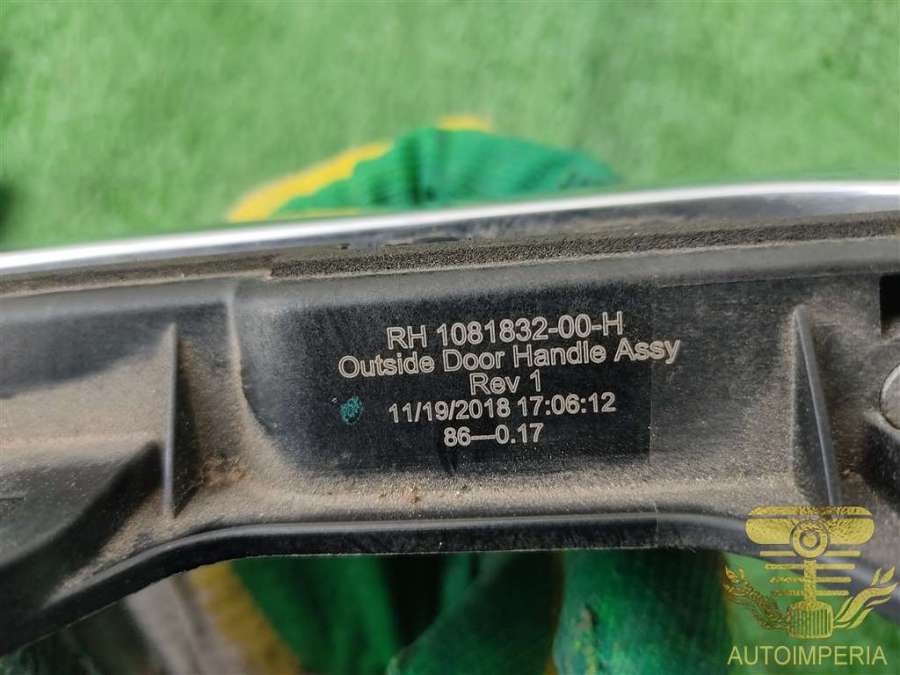 RH 1081832-00-H
Outside Door Handle Assy
Rev 1
11/19/2018 17:06:12
86—0.17
AUTOIMPERIA